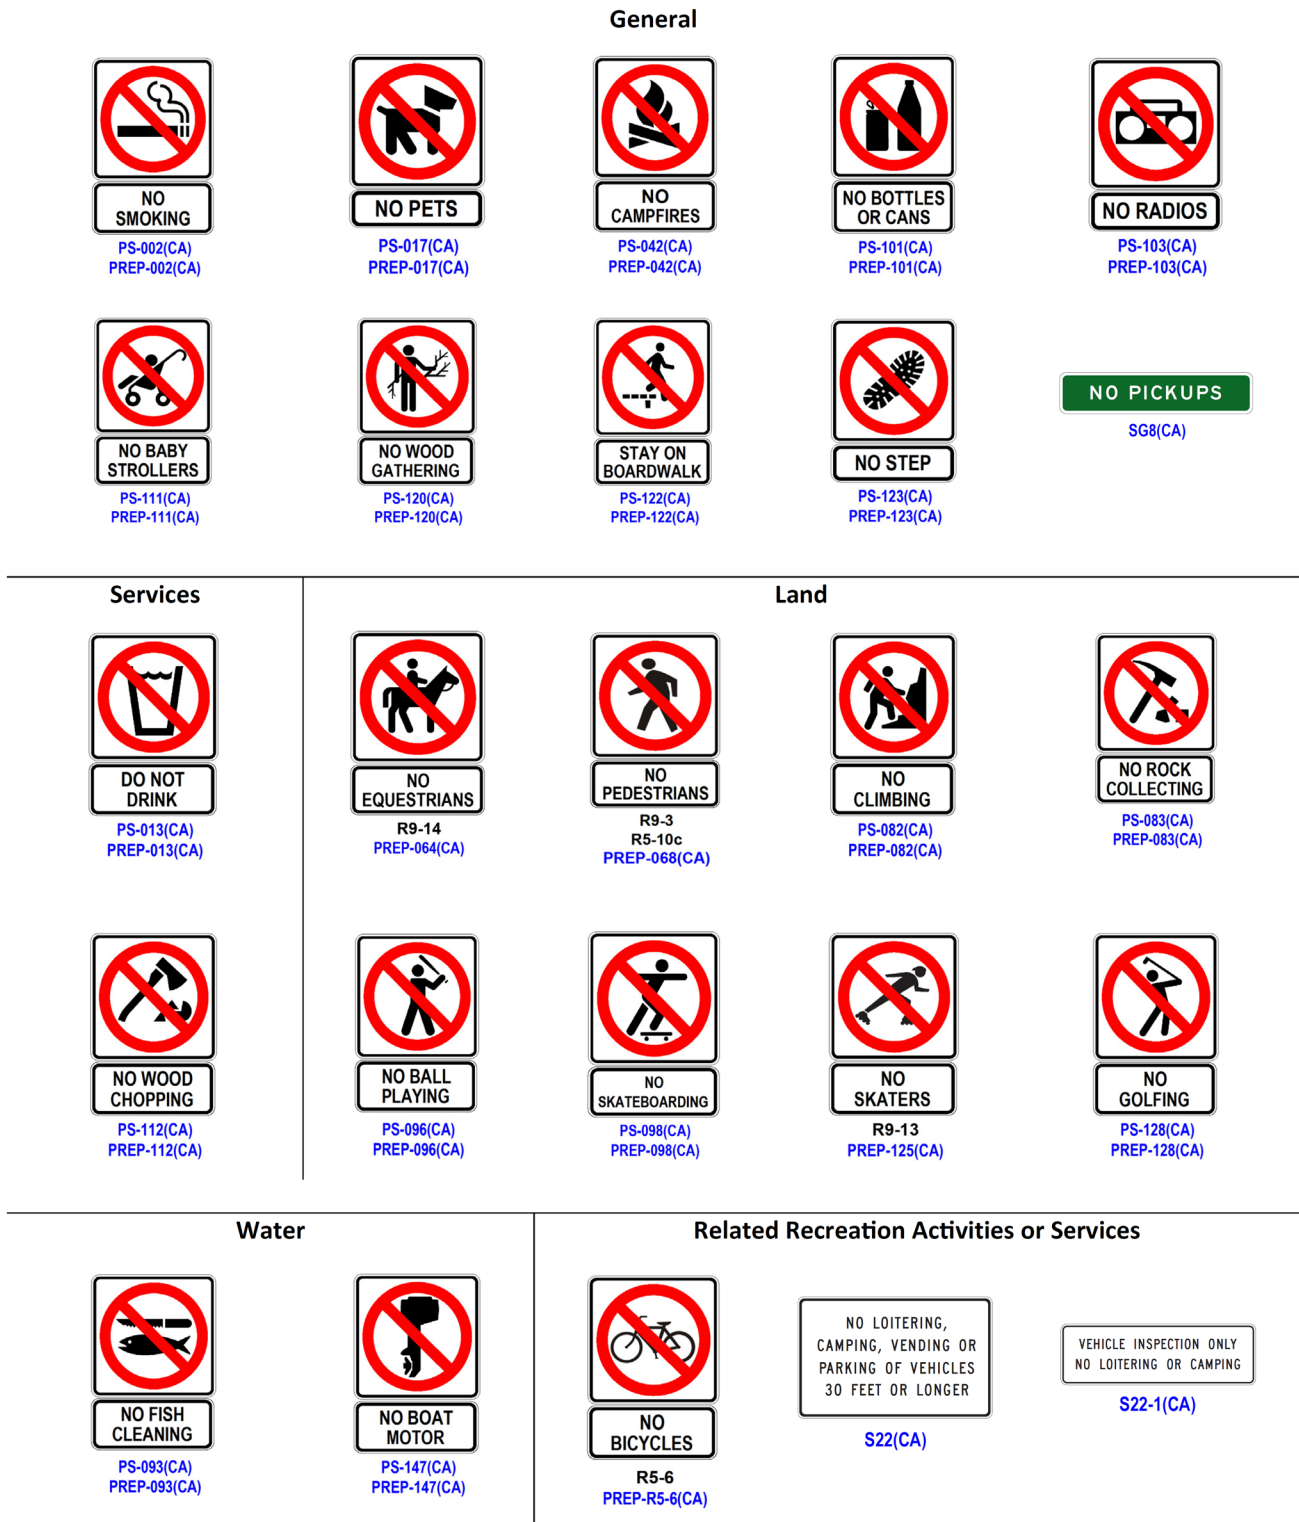 General
NO
SMOKING
PS-002(CA)
PREP-002(CA)
NO PETS
PS-017(CA)
PREP-017(CA)
NO
CAMPFIRES
PS-042(CA)
PREP-042(CA)
NO BOTTLES
OR CANS
PS-101(CA)
PREP-101(CA)
NO RADIOS
PS-103(CA)
PREP-103(CA)
NO BABY
STROLLERS
PS-111(CA)
PREP-111(CA)
NO WOOD
GATHERING
PS-120(CA)
PREP-120(CA)
STAY ON
BOARDWALK
PS-122(CA)
PREP-122(CA)
NO STEP
PS-123(CA)
PREP-123(CA)
NO PICKUPS
SG8(CA)
Services
DO NOT
DRINK
PS-013(CA)
PREP-013(CA)
NO WOOD
CHOPPING
PS-112(CA)
PREP-112(CA)
Land
NO
EQUESTRIANS
R9-14
PREP-064(CA)
NO
PEDESTRIANS
R9-3
R5-10c
PREP-068(CA)
NO
CLIMBING
PS-082(CA)
PREP-082(CA)
NO ROCK
COLLECTING
PS-083(CA)
PREP-083(CA)
NO BALL
PLAYING
PS-096(CA)
PREP-096(CA)
NO
SKATEBOARDING
PS-098(CA)
PREP-098(CA)
NO
SKATERS
R9-13
PREP-125(CA)
NO
GOLFING
PS-128(CA)
PREP-128(CA)
Water
NO FISH
CLEANING
PS-093(CA)
PREP-093(CA)
NO BOAT
MOTOR
PS-147(CA)
PREP-147(CA)
Related Recreation Activities or Services
NO
BICYCLES
R5-6
PREP-R5-6(CA)
NO LOITERING,
CAMPING, VENDING OR
PARKING OF VEHICLES
30 FEET OR LONGER
S22(CA)
VEHICLE INSPECTION ONLY
NO LOITERING OR CAMPING
S22-1(CA)